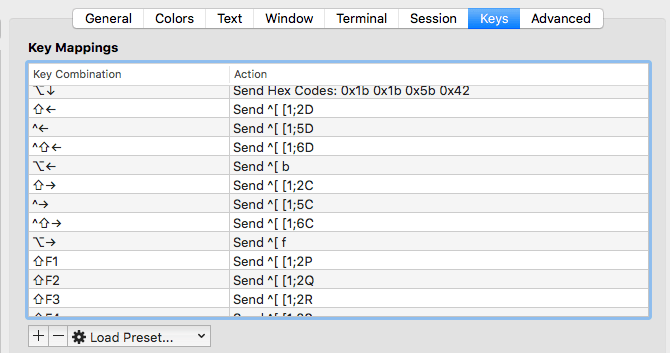 General Colors Text Window Terminal Session Keys Advanced
Key Mappings
Key Combination Action
⌥↓ Send Hex Codes: 0x1b 0x1b 0x5b 0x42
⇧← Send ^[ [1;2D
^← Send ^[ [1;5D
^⇧← Send ^[ [1;6D
⌥← Send ^[ b
⇧→ Send ^[ [1;2C
^→ Send ^[ [1;5C
^⇧→ Send ^[ [1;6C
⌥→ Send ^[ f
⇧F1 Send ^[ [1;2P
⇧F2 Send ^[ [1;2Q
⇧F3 Send ^[ [1;2R
+ − Load Preset...